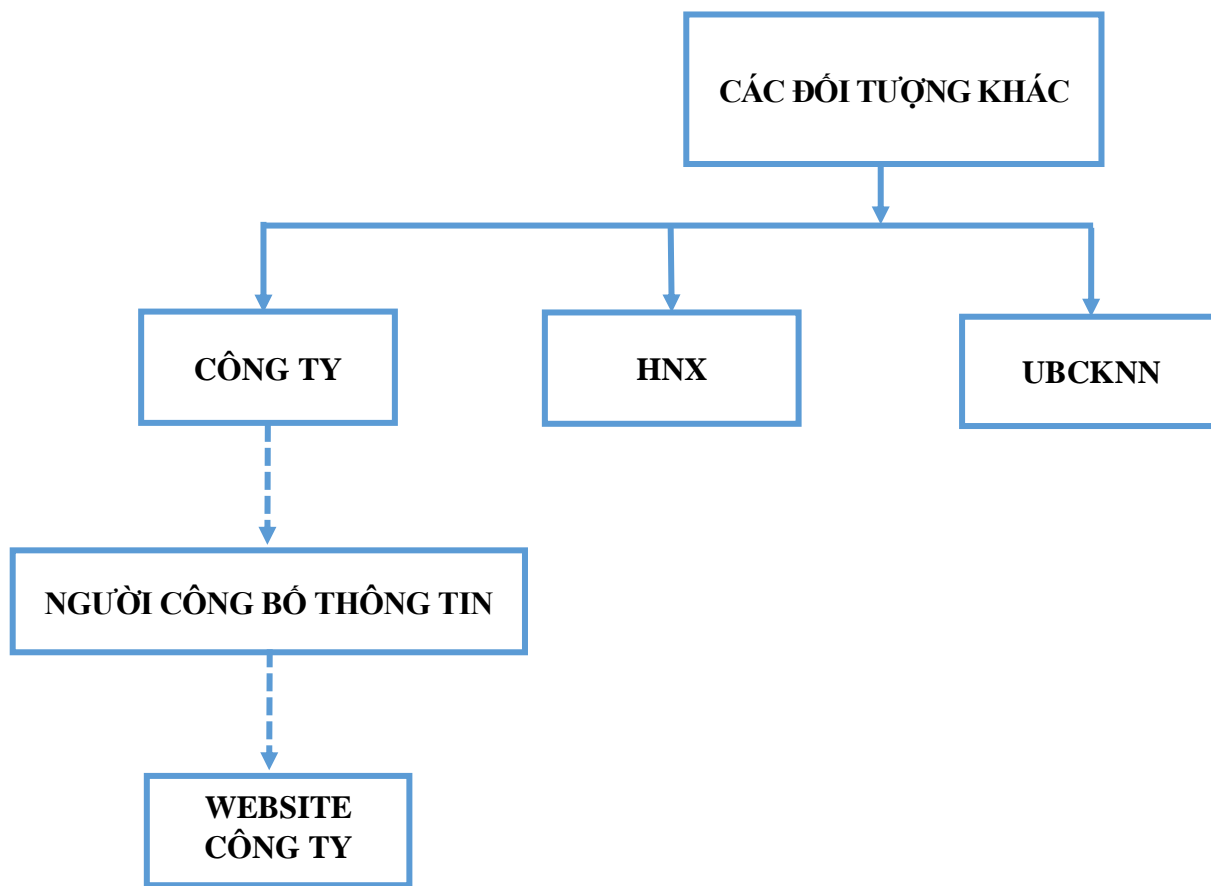 CÁC ĐỐI TƯỢNG KHÁC
CÔNG TY
HNX
UBCKNN
NGƯỜI CÔNG BỐ THÔNG TIN
WEBSITE
CÔNG TY